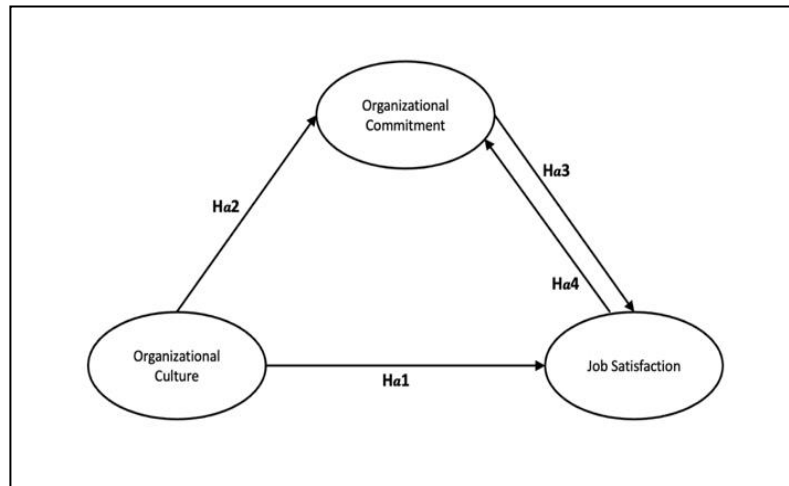 Organizational
Commitment
Ha2
Ha3
Ha4
Organizational
Culture
Job Satisfaction
Ha1